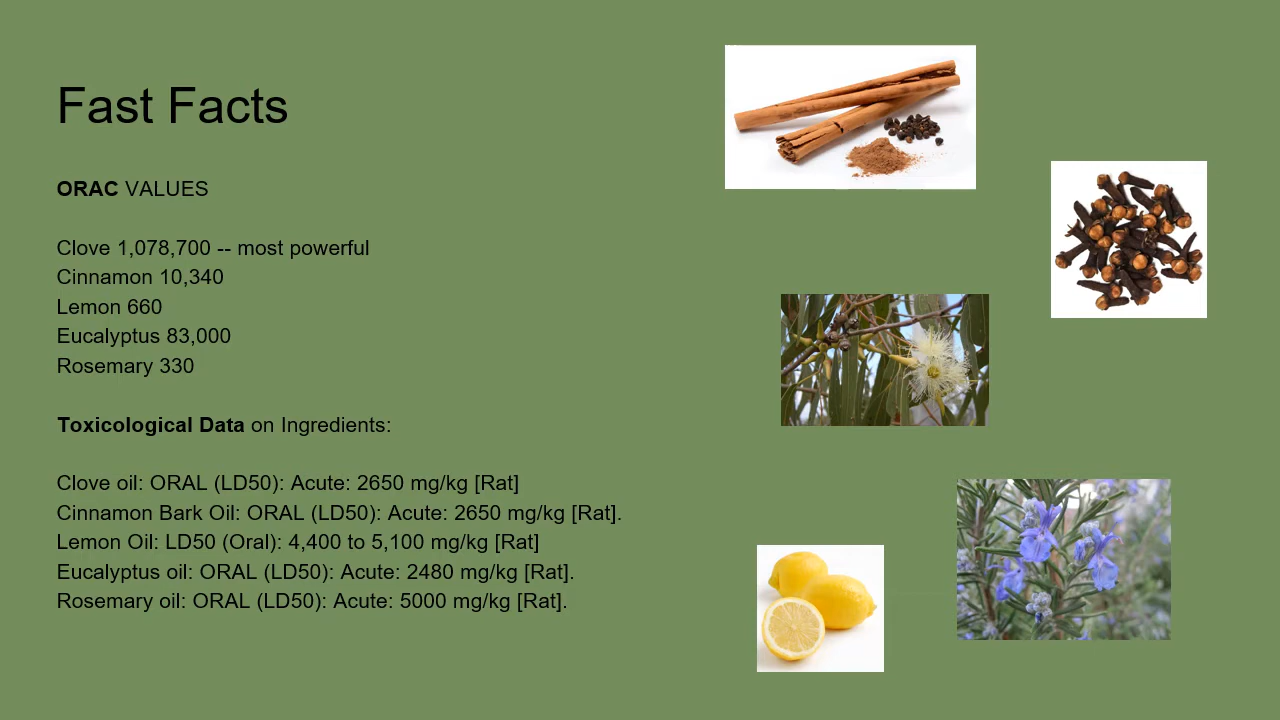 Fast Facts
ORAC VALUES
Clove 1,078,700 -- most powerful
Cinnamon 10,340
Lemon 660
Eucalyptus 83,000
Rosemary 330
Toxicological Data on Ingredients:
Clove oil: ORAL (LD50): Acute: 2650 mg/kg [Rat]
Cinnamon Bark Oil: ORAL (LD50): Acute: 2650 mg/kg [Rat].
Lemon Oil: LD50 (Oral): 4,400 to 5,100 mg/kg [Rat]
Eucalyptus oil: ORAL (LD50): Acute: 2480 mg/kg [Rat].
Rosemary oil: ORAL (LD50): Acute: 5000 mg/kg [Rat].